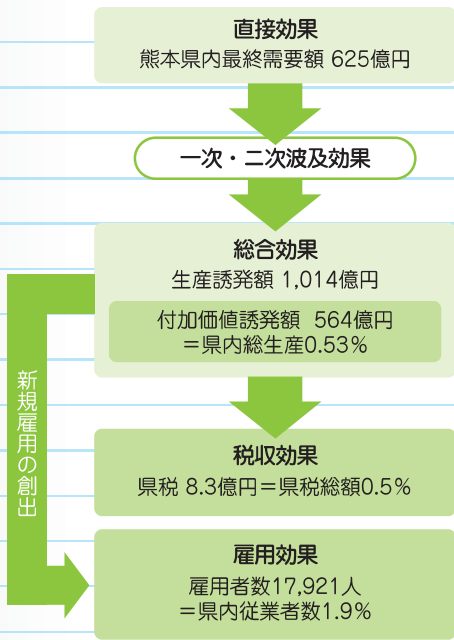 直接効果
熊本県内最終需要額 625億円
一次・二次波及効果
総合効果
生産誘発額 1,014億円
付加価値誘発額 564億円
＝県内総生産0.53％
新規雇用の創出
税収効果
県税 8.3億円＝県税総額0.5％
雇用効果
雇用者数17,921人
＝県内従業者数1.9％